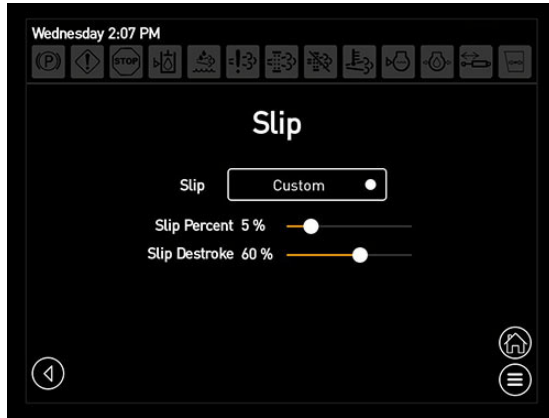 Wednesday 2:07 PM
P
STOP
Slip
Slip Custom
Slip Percent 5 %
Slip Destroke 60 %